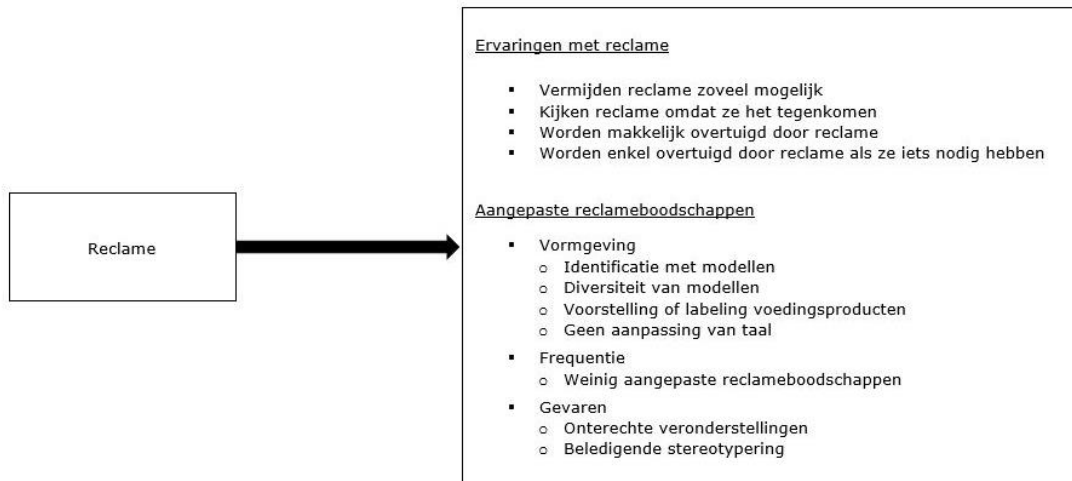 Reclame
Ervaringen met reclame
▪ Vermijden reclame zoveel mogelijk
▪ Kijken reclame omdat ze het tegenkomen
▪ Worden makkelijk overtuigd door reclame
▪ Worden enkel overtuigd door reclame als ze iets nodig hebben
Aangepaste reclameboodschappen
▪ Vormgeving
o Identificatie met modellen
o Diversiteit van modellen
o Voorstelling of labeling voedingsproducten
o Geen aanpassing van taal
▪ Frequentie
o Weinig aangepaste reclameboodschappen
▪ Gevaren
o Onterechte veronderstellingen
o Beledigende stereotypering